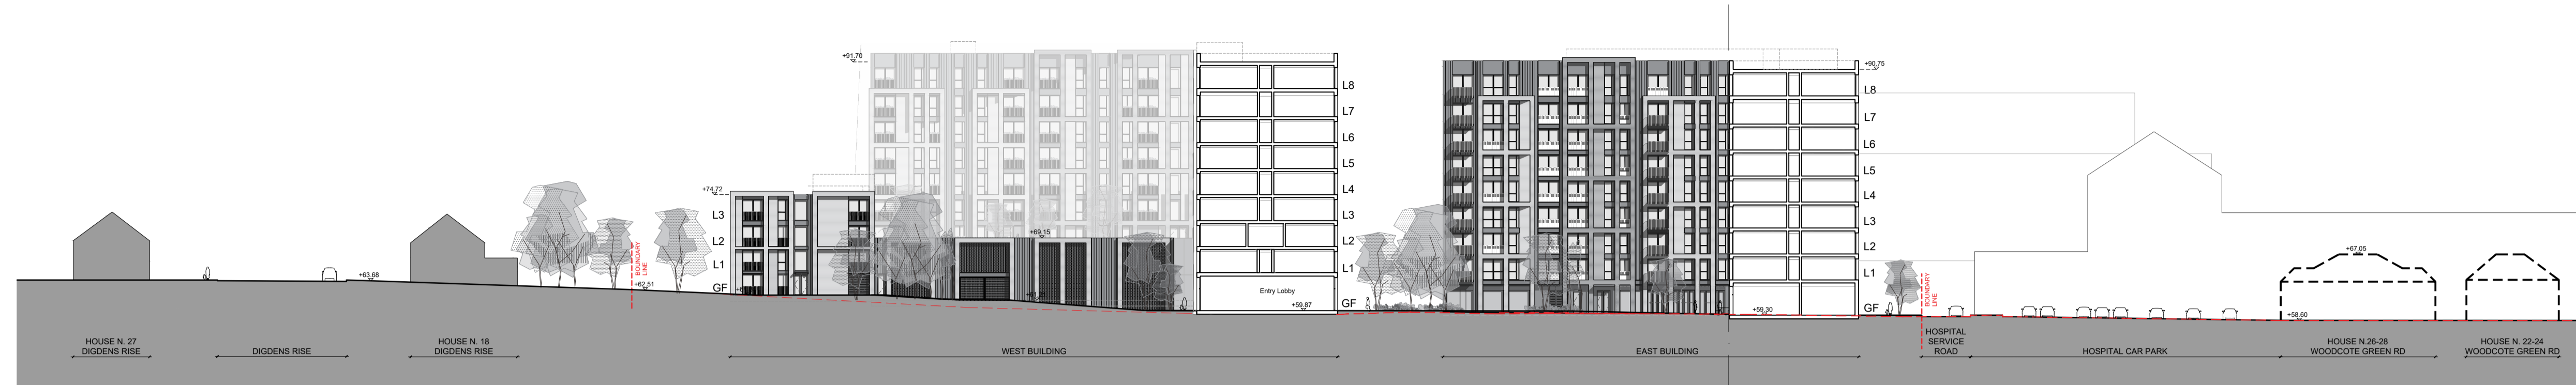 +91.70
+90.75
L8
L7
L6
L5
L4
L3
L2
L1
GF
L8
L7
L6
L5
L4
L3
L2
L1
GF
+74.72
L3
L2
L1
GF
+69.15
+67.05
+63.68
+62.51
BOUNDARY
LINE
Entry Lobby
+59.87
+59.30
BOUNDARY
LINE
+58.60
HOUSE N. 27
DIGDENS RISE
DIGDENS RISE
HOUSE N. 18
DIGDENS RISE
WEST BUILDING
EAST BUILDING
HOSPITAL
SERVICE
ROAD
HOSPITAL CAR PARK
HOUSE N.26-28
WOODCOTE GREEN RD
HOUSE N. 22-24
WOODCOTE GREEN RD